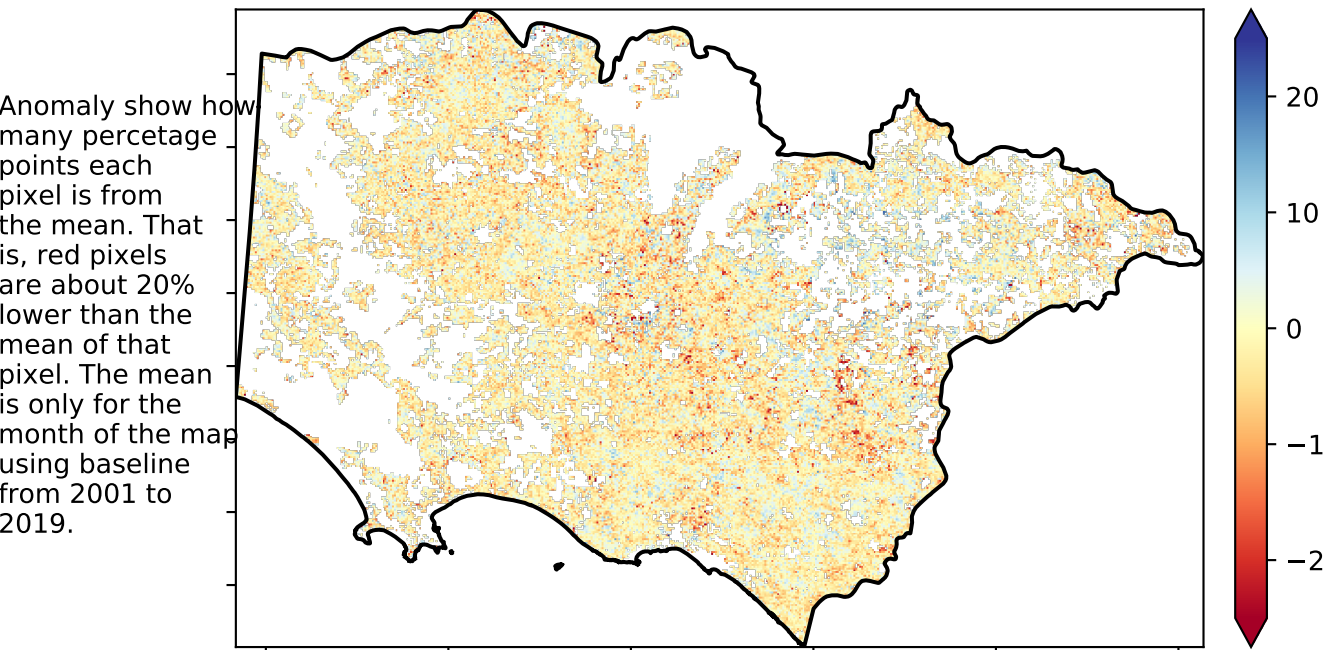 Anomaly show how
many percetage
points each
pixel is from
the mean. That
is, red pixels
are about 20%
lower than the
mean of that
pixel. The mean
is only for the
month of the map
using baseline
from 2001 to
2019.
20
10
0
−1
−2